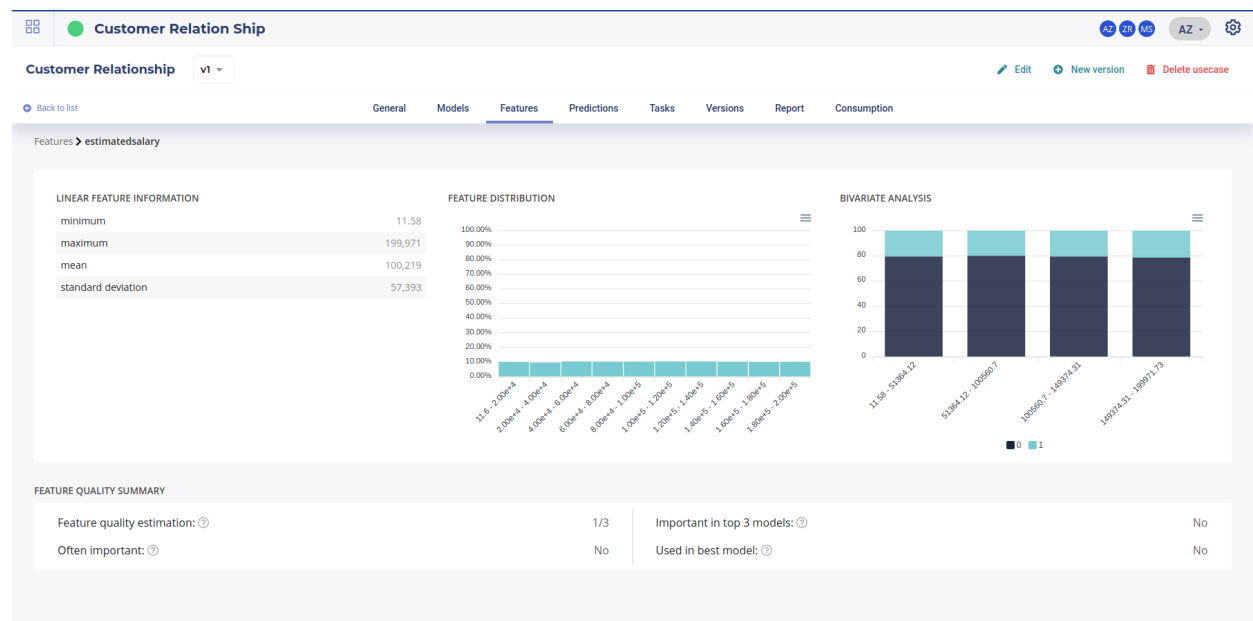 Customer Relation Ship
AZ ZR MS AZ
Customer Relationship v1
Edit New version Delete usecase
Back to list
General Models Features Predictions Tasks Versions Report Consumption
Features > estimatedsalary
LINEAR FEATURE INFORMATION
minimum 11.58
maximum 199,971
mean 100,219
standard deviation 57,393
FEATURE DISTRIBUTION
100.00%
90.00%
80.00%
70.00%
60.00%
50.00%
40.00%
30.00%
20.00%
10.00%
0.00%
11.6 - 2.00e+4
2.00e+4 - 4.00e+4
4.00e+4 - 6.00e+4
6.00e+4 - 8.00e+4
8.00e+4 - 1.00e+5
1.00e+5 - 1.20e+5
1.20e+5 - 1.40e+5
1.40e+5 - 1.60e+5
1.60e+5 - 1.80e+5
1.80e+5 - 2.00e+5
BIVARIATE ANALYSIS
100
80
60
40
20
0
11.58 - 51364.12
51364.12 - 100560.7
100560.7 - 149374.31
149374.31 - 199971.73
0 1
FEATURE QUALITY SUMMARY
Feature quality estimation: ? 1/3
Often important: ? No
Important in top 3 models: ? No
Used in best model: ? No